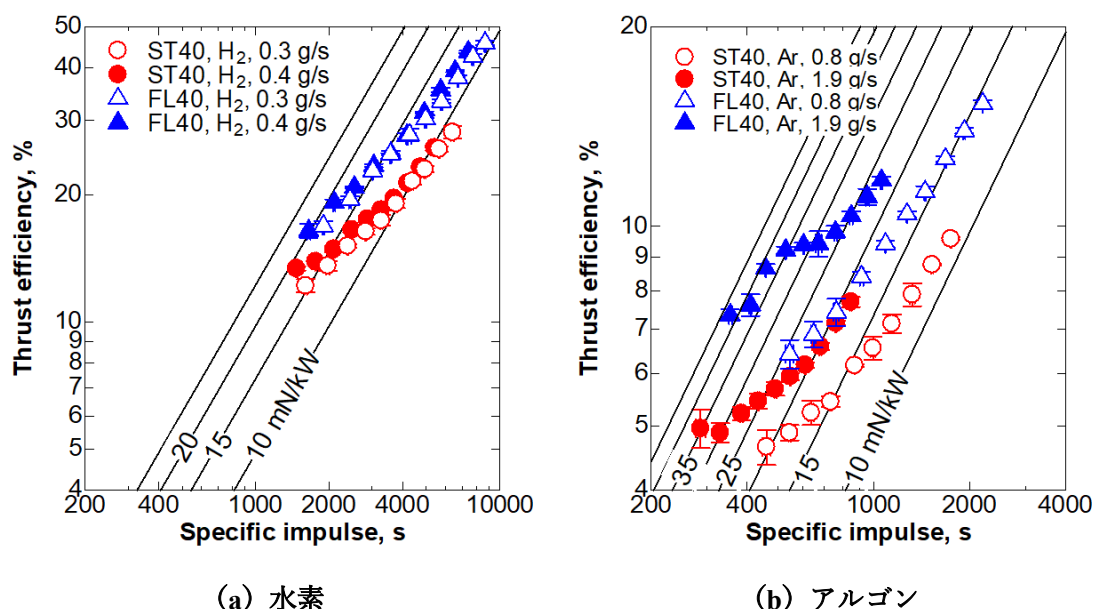 50
40
30
20
10
9
8
7
6
5
4
Thrust efficiency, %
ST40, H₂, 0.3 g/s
ST40, H₂, 0.4 g/s
FL40, H₂, 0.3 g/s
FL40, H₂, 0.4 g/s
20
15
10 mN/kW
200 400 1000 2000 4000 10000
Specific impulse, s
(a) 水素
20
10
9
8
7
6
5
4
Thrust efficiency, %
ST40, Ar, 0.8 g/s
ST40, Ar, 1.9 g/s
FL40, Ar, 0.8 g/s
FL40, Ar, 1.9 g/s
35
25
15
10 mN/kW
200 400 1000 2000 4000
Specific impulse, s
(b) アルゴン